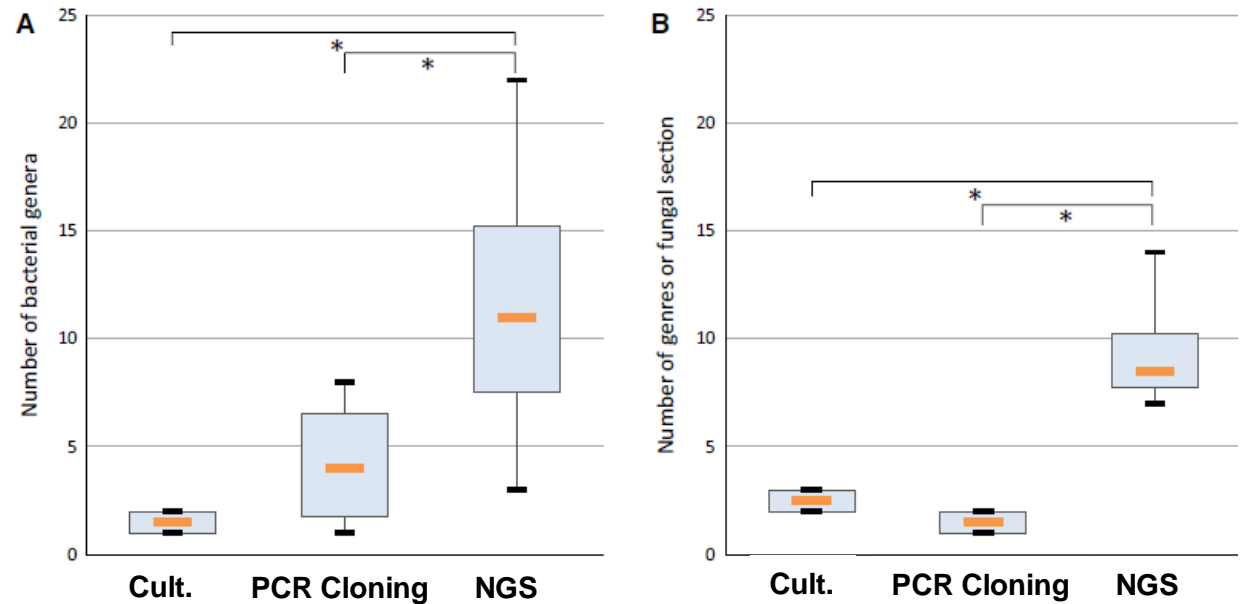 A
Number of bacterial genera
25
20
15
10
5
0
*
*
Cult. PCR Cloning NGS
B
Number of genres or fungal section
25
20
15
10
5
0
*
*
Cult. PCR Cloning NGS